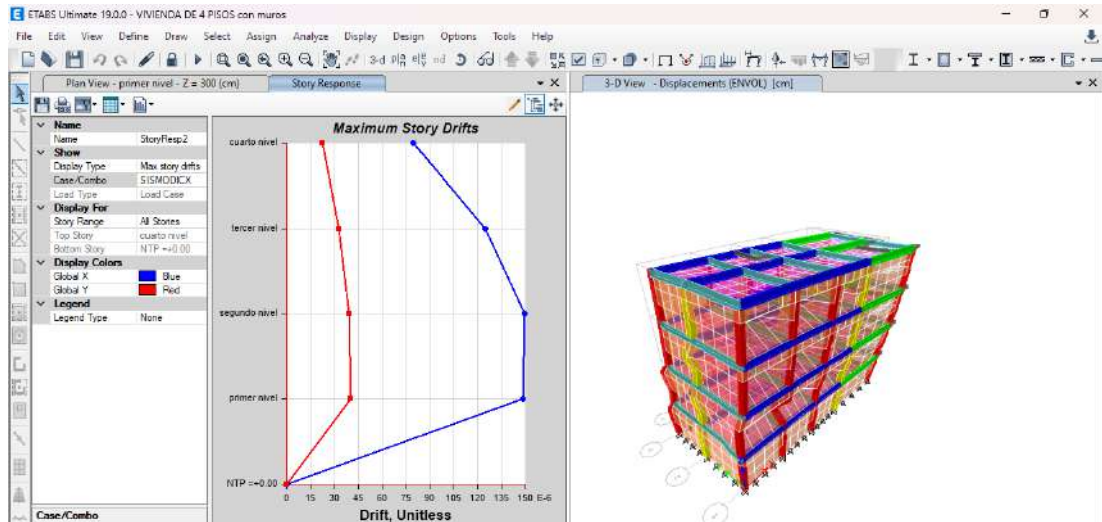 ETABS Ultimate 19.0.0 - VIVIENDA DE 4 PISOS con muros
File Edit View Define Draw Select Assign Analyze Display Design Options Tools Help
Plan View - primer nivel - Z = 300 (cm)
Story Response
3-D View - Displacements (ENVOL) [cm]
Name
Name StoryResp2
Show
Display Type Max story drifts
Case/Combo SISMODICX
Load Type Load Case
Display For
Story Range All Stories
Top Story cuarto nivel
Bottom Story NTP =+0.00
Display Colors
Global X Blue
Global Y Red
Legend
Legend Type None
Case/Combo
Maximum Story Drifts
cuarto nivel
tercer nivel
segundo nivel
primer nivel
NTP =+0.00
0 15 30 45 60 75 90 105 120 135 150 E-6
Drift, Unitless